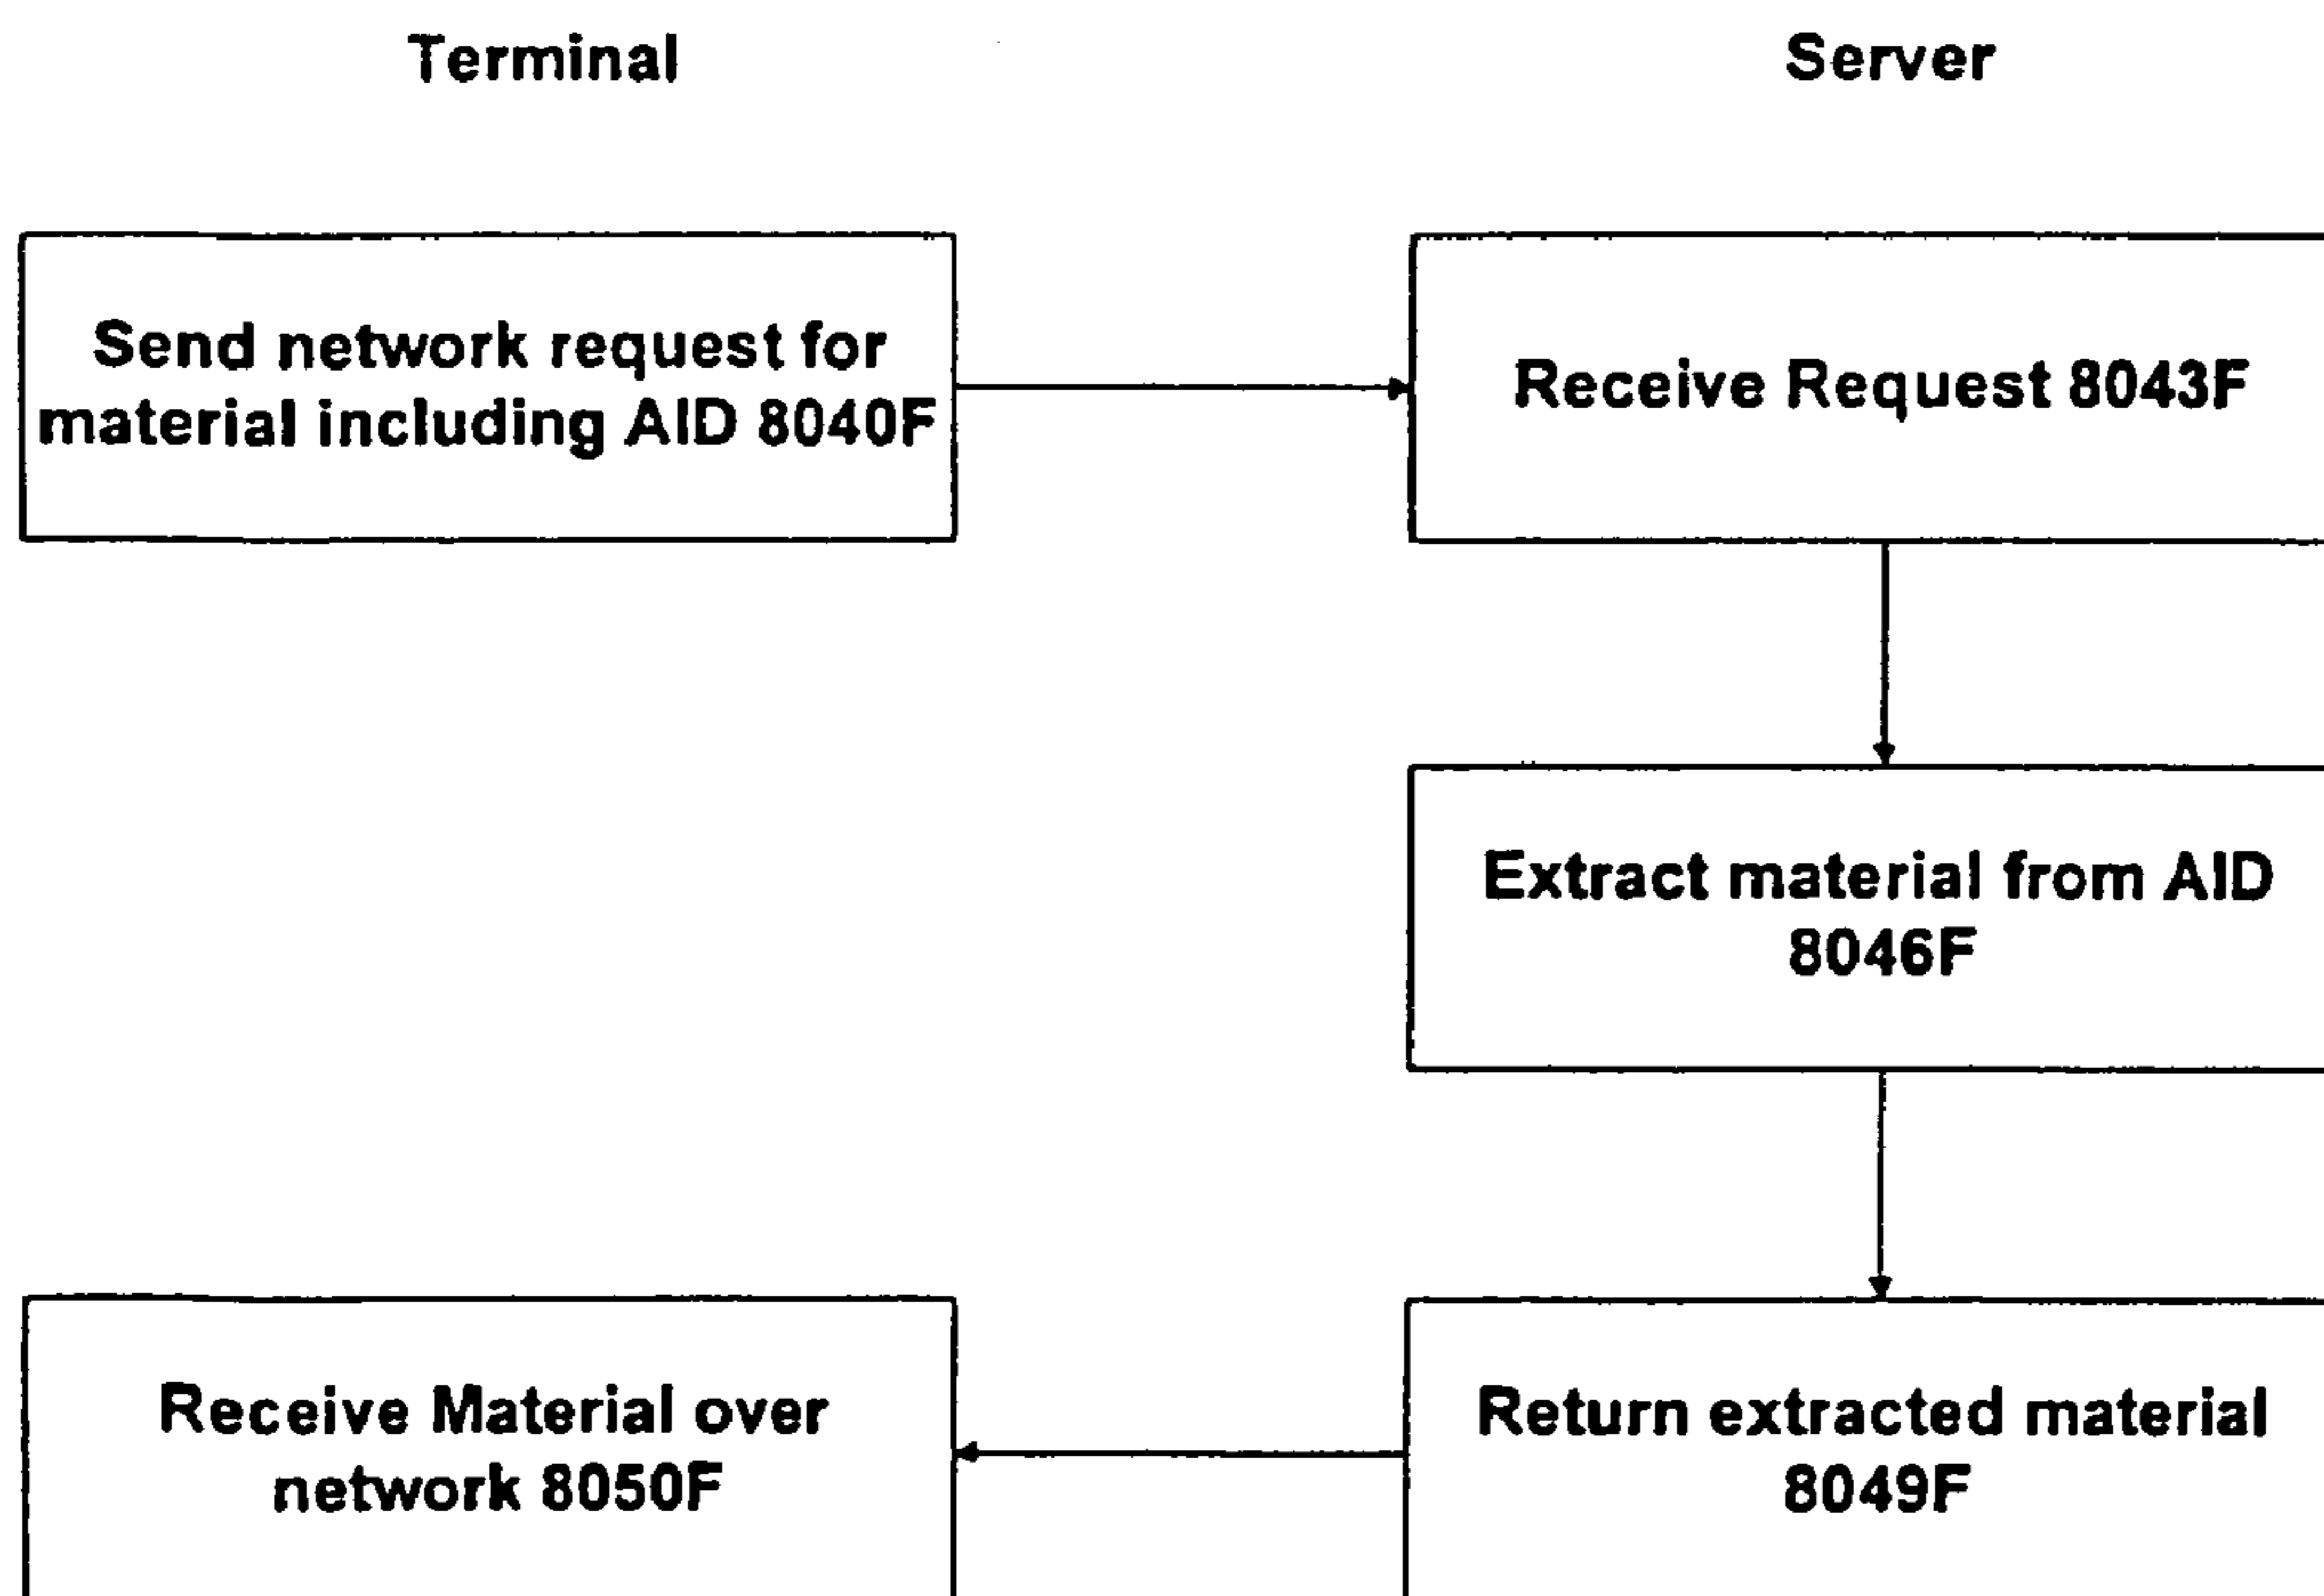 Terminal
Server
Send network request for
material including AID 8040F
Receive Request 8043F
Extract material from AID
8046F
Receive Material over
network 8050F
Return extracted material
8049F